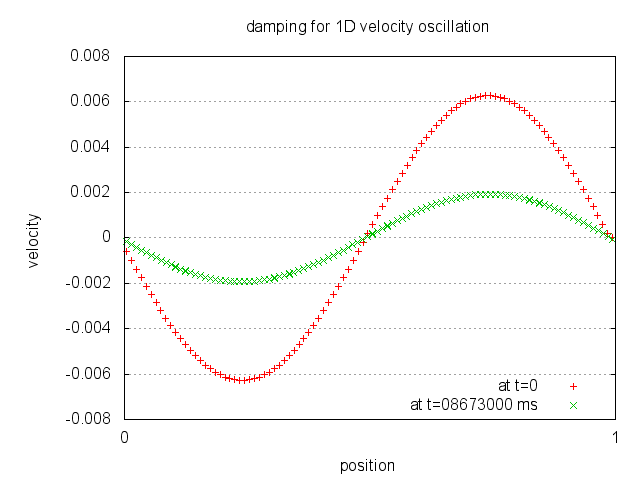 damping for 1D velocity oscillation
0.008
0.006
0.004
0.002
0
-0.002
-0.004
-0.006
-0.008
velocity
at t=0
at t=08673000 ms
0 1
position